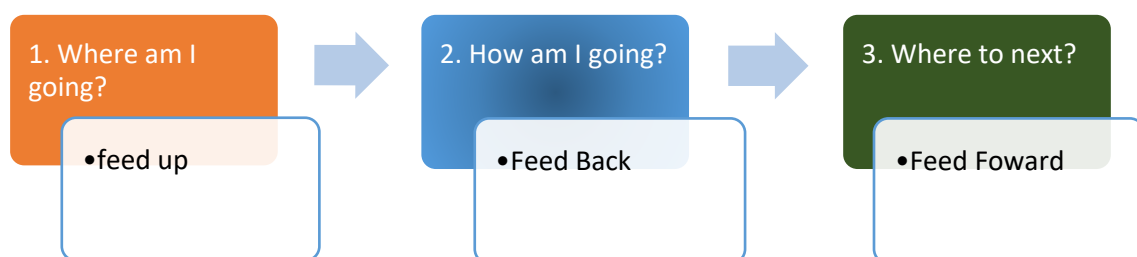 1. Where am I
going?
•feed up
2. How am I going?
•Feed Back
3. Where to next?
•Feed Foward